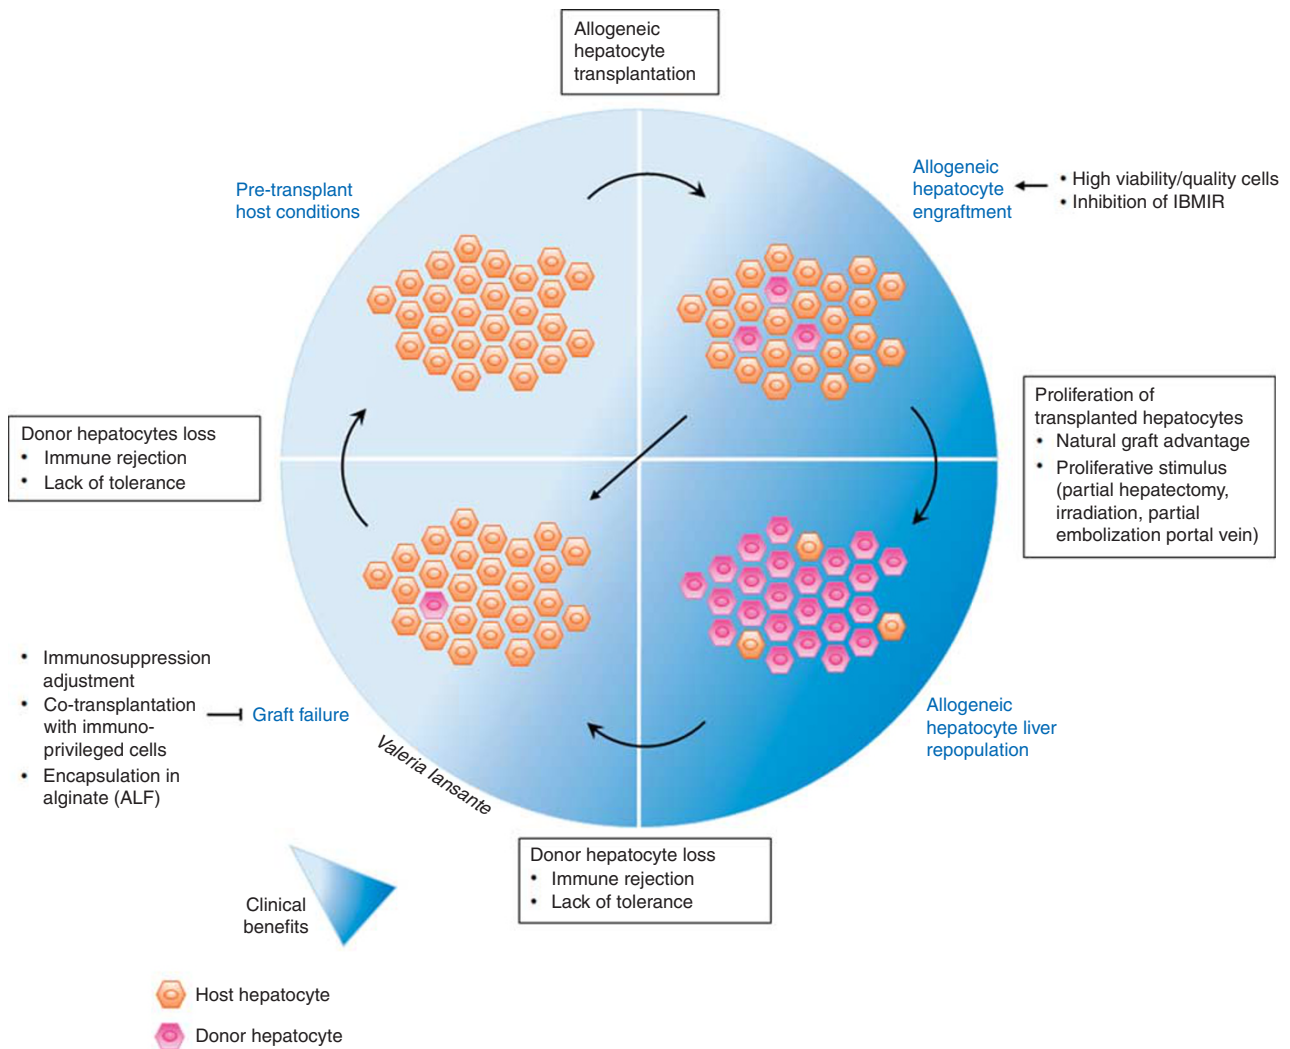 Allogeneic
hepatocyte
transplantation
Pre-transplant
host conditions
Allogeneic
hepatocyte
engraftment
• High viability/quality cells
• Inhibition of IBMIR
Proliferation of
transplanted hepatocytes
• Natural graft advantage
• Proliferative stimulus
(partial hepatectomy,
irradiation, partial
embolization portal vein)
Donor hepatocytes loss
• Immune rejection
• Lack of tolerance
• Immunosuppression
adjustment
• Co-transplantation
with immuno-
privileged cells
• Encapsulation in
alginate (ALF)
Graft failure
Valeria Iansante
Allogeneic
hepatocyte liver
repopulation
Donor hepatocyte loss
• Immune rejection
• Lack of tolerance
Clinical
benefits
Host hepatocyte
Donor hepatocyte